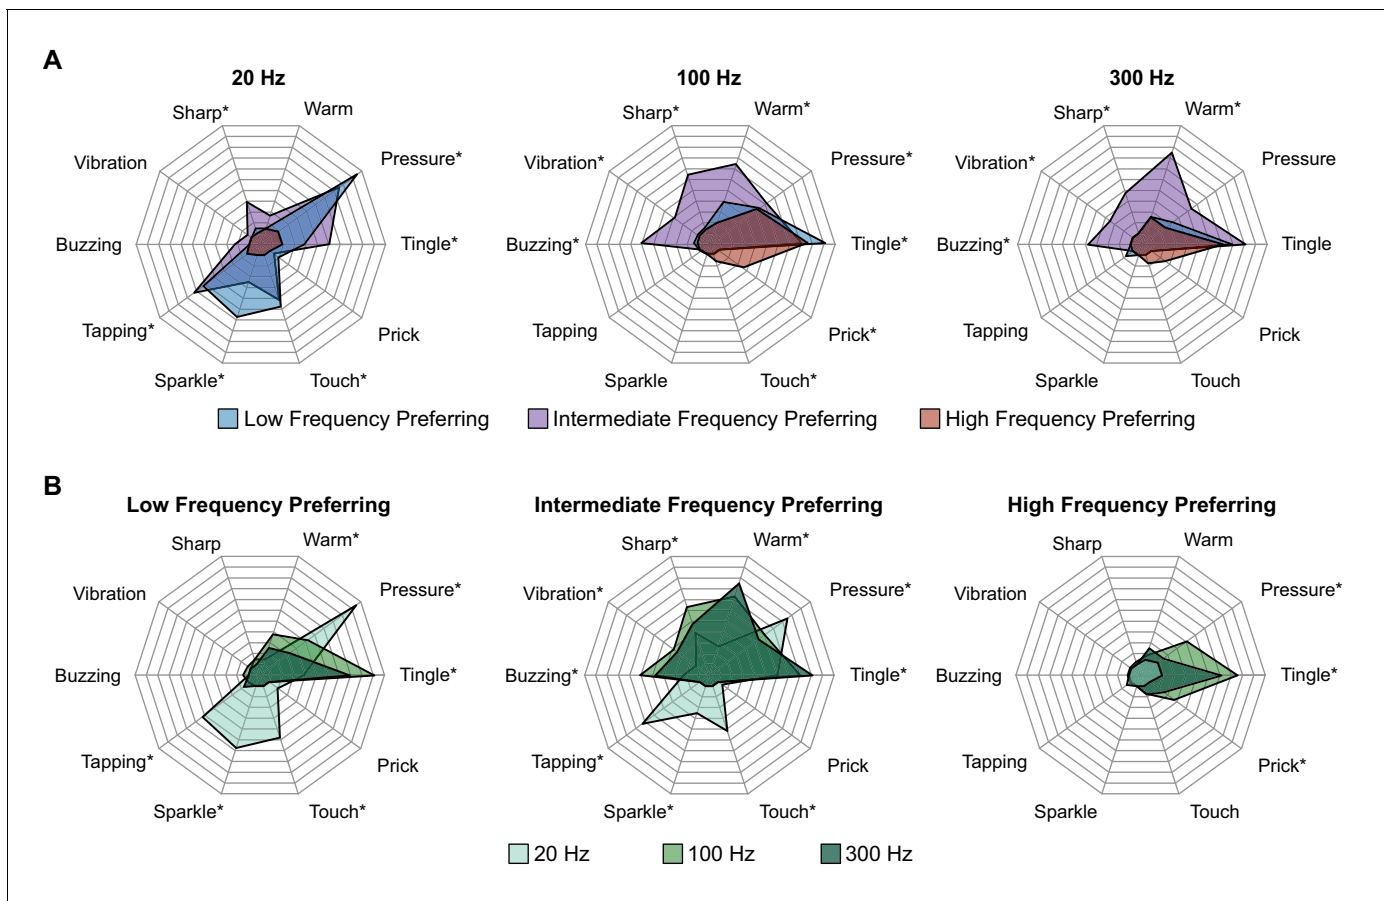 A
20 Hz
100 Hz
300 Hz
Sharp*
Warm
Sharp*
Warm*
Sharp*
Warm*
Vibration
Pressure*
Vibration*
Pressure*
Vibration*
Pressure
Buzzing
Tingle*
Buzzing*
Tingle*
Buzzing*
Tingle
Tapping*
Prick
Tapping
Prick*
Tapping
Prick
Sparkle*
Touch*
Sparkle
Touch*
Sparkle
Touch
Low Frequency Preferring
Intermediate Frequency Preferring
High Frequency Preferring
B
Low Frequency Preferring
Intermediate Frequency Preferring
High Frequency Preferring
Sharp
Warm*
Sharp*
Warm*
Sharp
Warm
Vibration
Pressure*
Vibration*
Pressure*
Vibration
Pressure*
Buzzing
Tingle*
Buzzing*
Tingle*
Buzzing
Tingle*
Tapping*
Prick
Tapping*
Prick
Tapping
Prick*
Sparkle*
Touch*
Sparkle*
Touch*
Sparkle
Touch
20 Hz
100 Hz
300 Hz